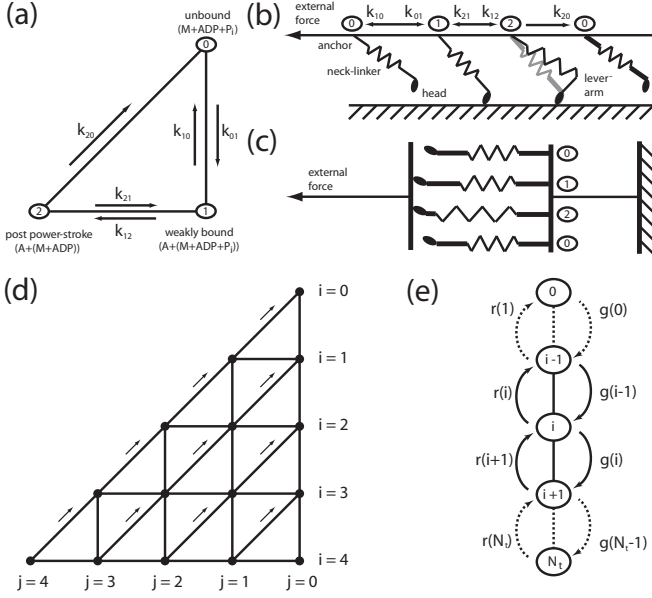 (a)
unbound
(M+ADP+Pi)
0
k20
k10
k01
k21
k12
2
1
post power-stroke
(A+(M+ADP))
weakly bound
(A+(M+ADP+Pi))
(b)
external
force
0
k10
k01
1
k21
k12
2
k20
0
anchor
neck-linker
head
lever-
arm
(c)
external
force
0
1
2
0
(d)
i = 0
i = 1
i = 2
i = 3
i = 4
j = 4
j = 3
j = 2
j = 1
j = 0
(e)
0
r(1)
g(0)
i -1
r(i)
g(i-1)
i
r(i+1)
g(i)
i +1
r(Nt)
g(Nt-1)
Nt